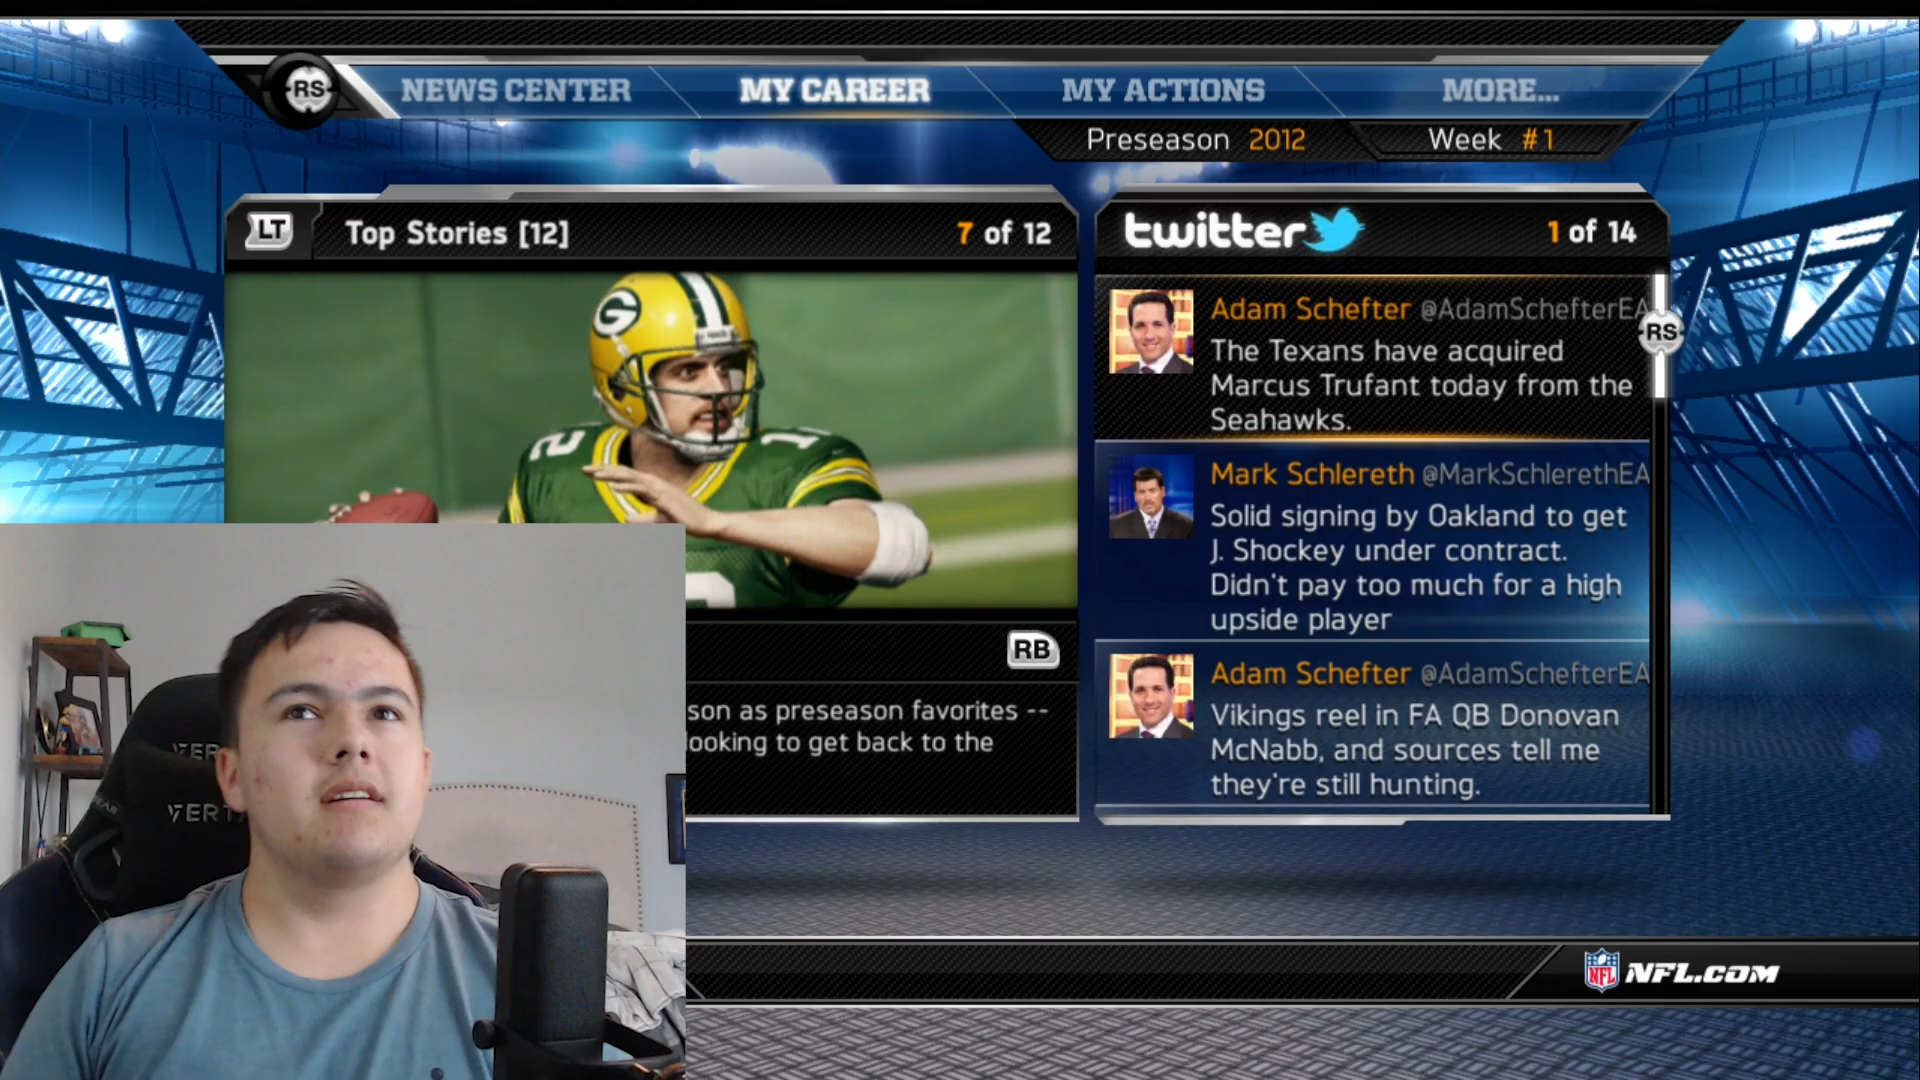 RS
NEWS CENTER
MY CAREER
MY ACTIONS
MORE...
Preseason 2012
Week #1
LT
Top Stories [12]
7 of 12
G
12
RB
son as preseason favorites --
looking to get back to the
twitter
1 of 14
RS
Adam Schefter @AdamSchefterEA
The Texans have acquired
Marcus Trufant today from the
Seahawks.
Mark Schlereth @MarkSchlerethEA
Solid signing by Oakland to get
J. Shockey under contract.
Didn't pay too much for a high
upside player
Adam Schefter @AdamSchefterEA
Vikings reel in FA QB Donovan
McNabb, and sources tell me
they're still hunting.
NFL NFL.COM